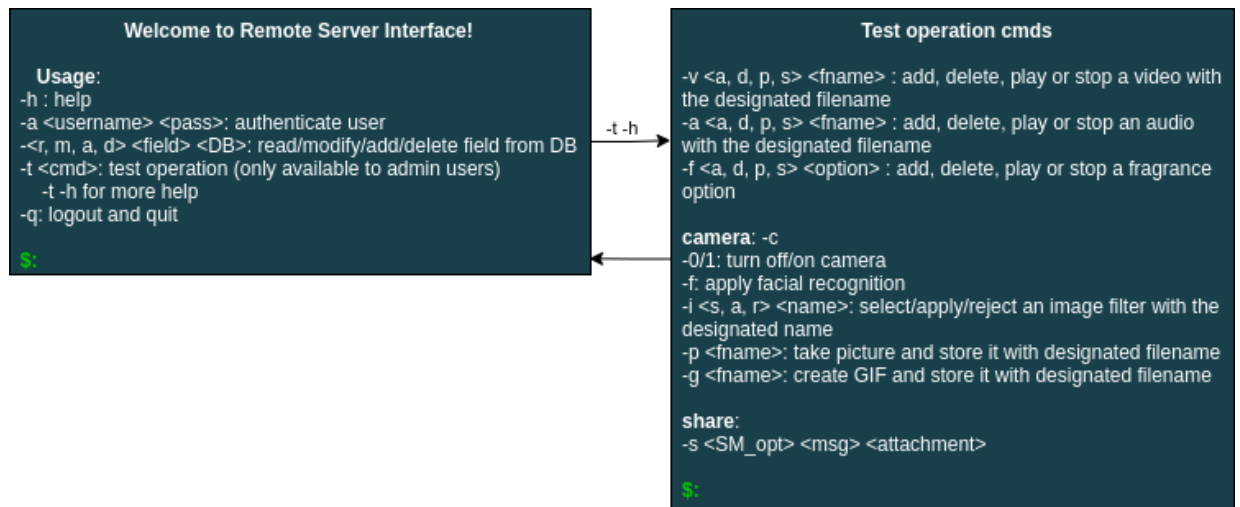 Welcome to Remote Server Interface!
Usage:
-h : help
-a <username> <pass>: authenticate user
-<r, m, a, d> <field> <DB>: read/modify/add/delete field from DB
-t <cmd>: test operation (only available to admin users)
-t -h for more help
-q: logout and quit
$:
-t -h
Test operation cmds
-v <a, d, p, s> <fname> : add, delete, play or stop a video with
the designated filename
-a <a, d, p, s> <fname> : add, delete, play or stop an audio
with the designated filename
-f <a, d, p, s> <option> : add, delete, play or stop a fragrance
option
camera: -c
-0/1: turn off/on camera
-f: apply facial recognition
-i <s, a, r> <name>: select/apply/reject an image filter with the
designated name
-p <fname>: take picture and store it with designated filename
-g <fname>: create GIF and store it with designated filename
share:
-s <SM_opt> <msg> <attachment>
$: